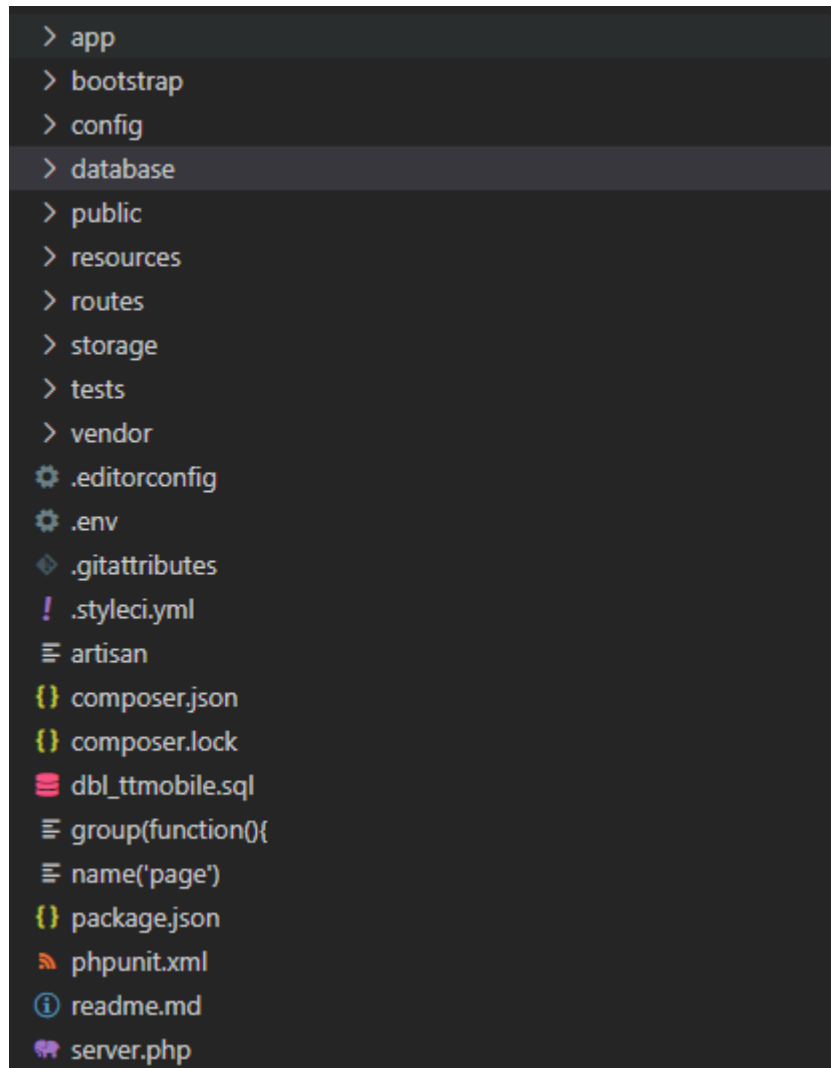 app
bootstrap
config
database
public
resources
routes
storage
tests
vendor
.editorconfig
.env
.gitattributes
.styleci.yml
artisan
composer.json
composer.lock
dbl_ttmobile.sql
group(function(){
name('page')
package.json
phpunit.xml
readme.md
server.php